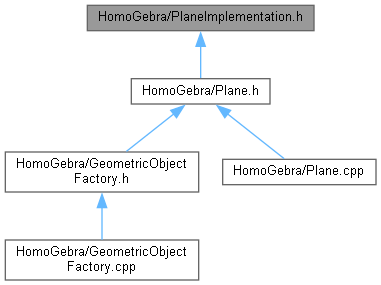 HomoGebra/PlaneImplementation.h
HomoGebra/Plane.h
HomoGebra/GeometricObject
Factory.h
HomoGebra/Plane.cpp
HomoGebra/GeometricObject
Factory.cpp